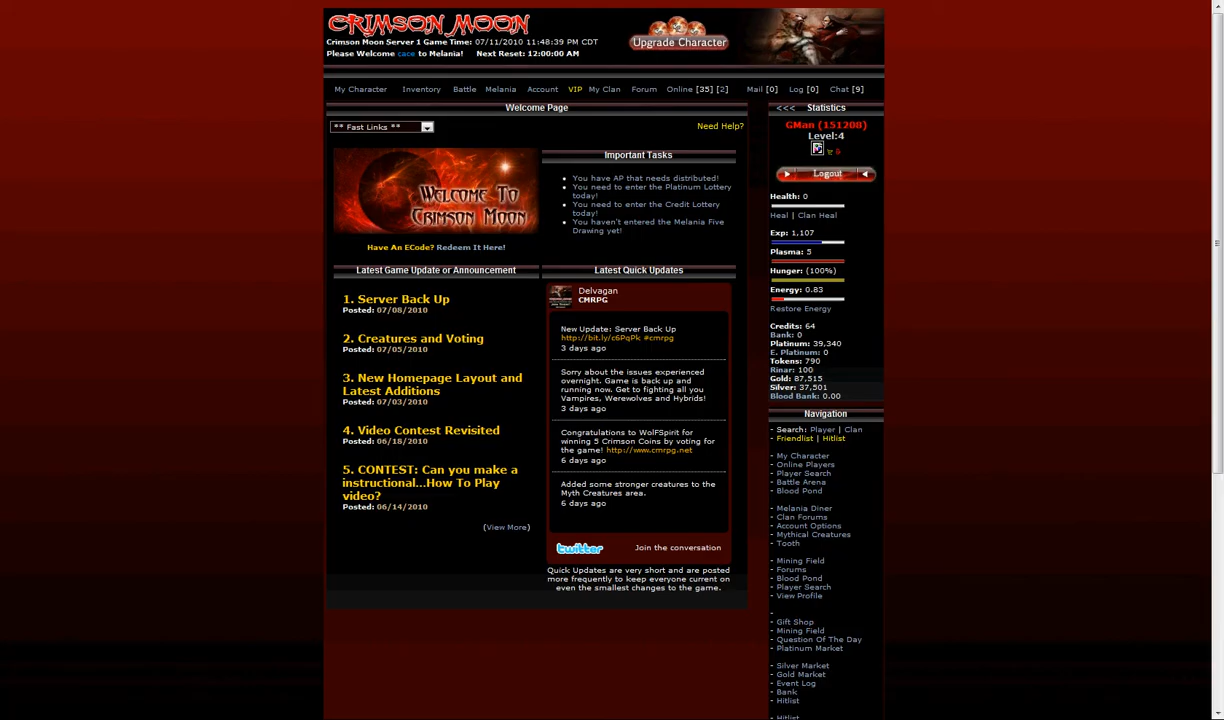 CRIMSON MOON
Crimson Moon Server 1 Game Time: 07/11/2010 11:48:39 PM CDT
Please Welcome cace to Melania! Next Reset: 12:00:00 AM
Upgrade Character
My Character Inventory Battle Melania Account VIP My Clan Forum Online [35] [2] Mail [0] Log [0] Chat [9]
Welcome Page
** Fast Links **
Need Help?
WELCOME TO
CRIMSON MOON
Have An ECode? Redeem It Here!
Important Tasks
You have AP that needs distributed!
You need to enter the Platinum Lottery
today!
You need to enter the Credit Lottery
today!
You haven't entered the Melania Five
Drawing yet!
Latest Game Update or Announcement
1. Server Back Up
Posted: 07/08/2010
2. Creatures and Voting
Posted: 07/05/2010
3. New Homepage Layout and
Latest Additions
Posted: 07/03/2010
4. Video Contest Revisited
Posted: 06/18/2010
5. CONTEST: Can you make a
instructional...How To Play
video?
Posted: 06/14/2010
(View More)
Latest Quick Updates
Delvagan
CMRPG
New Update: Server Back Up
http://bit.ly/c6PqPk #cmrpg
3 days ago
Sorry about the issues experienced
overnight. Game is back up and
running now. Get to fighting all you
Vampires, Werewolves and Hybrids!
3 days ago
Congratulations to WolFSpirit for
winning 5 Crimson Coins by voting for
the game! http://www.cmrpg.net
6 days ago
Added some stronger creatures to the
Myth Creatures area.
6 days ago
twitter Join the conversation
Quick Updates are very short and are posted
more frequently to keep everyone current on
even the smallest changes to the game.
<<< Statistics
GMan (151208)
Level:4
Logout
Health: 0
Heal | Clan Heal
Exp: 1,107
Plasma: 5
Hunger: (100%)
Energy: 0.83
Restore Energy
Credits: 64
Bank: 0
Platinum: 39,340
E. Platinum: 0
Tokens: 790
Rinar: 100
Gold: 87,515
Silver: 37,501
Blood Bank: 0.00
Navigation
- Search: Player | Clan
- Friendlist | Hitlist
- My Character
- Online Players
- Player Search
- Battle Arena
- Blood Pond
- Melania Diner
- Clan Forums
- Account Options
- Mythical Creatures
- Tooth
- Mining Field
- Forums
- Blood Pond
- Player Search
- View Profile
-
- Gift Shop
- Mining Field
- Question Of The Day
- Platinum Market
- Silver Market
- Gold Market
- Event Log
- Bank
- Hitlist
- Hitlist